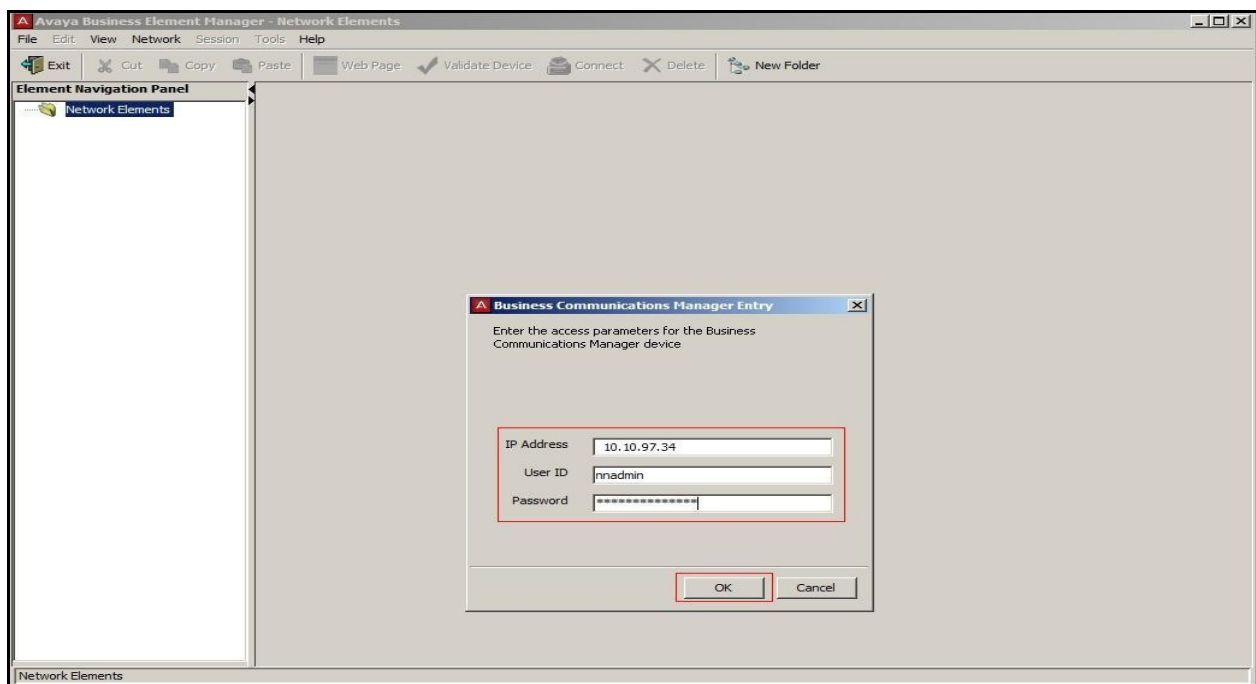 Avaya Business Element Manager - Network Elements
File Edit View Network Session Tools Help
Exit Cut Copy Paste Web Page Validate Device Connect Delete New Folder
Element Navigation Panel
Network Elements
Business Communications Manager Entry
Enter the access parameters for the Business
Communications Manager device
IP Address 10.10.97.34
User ID nnadmin
Password **************
OK Cancel
Network Elements